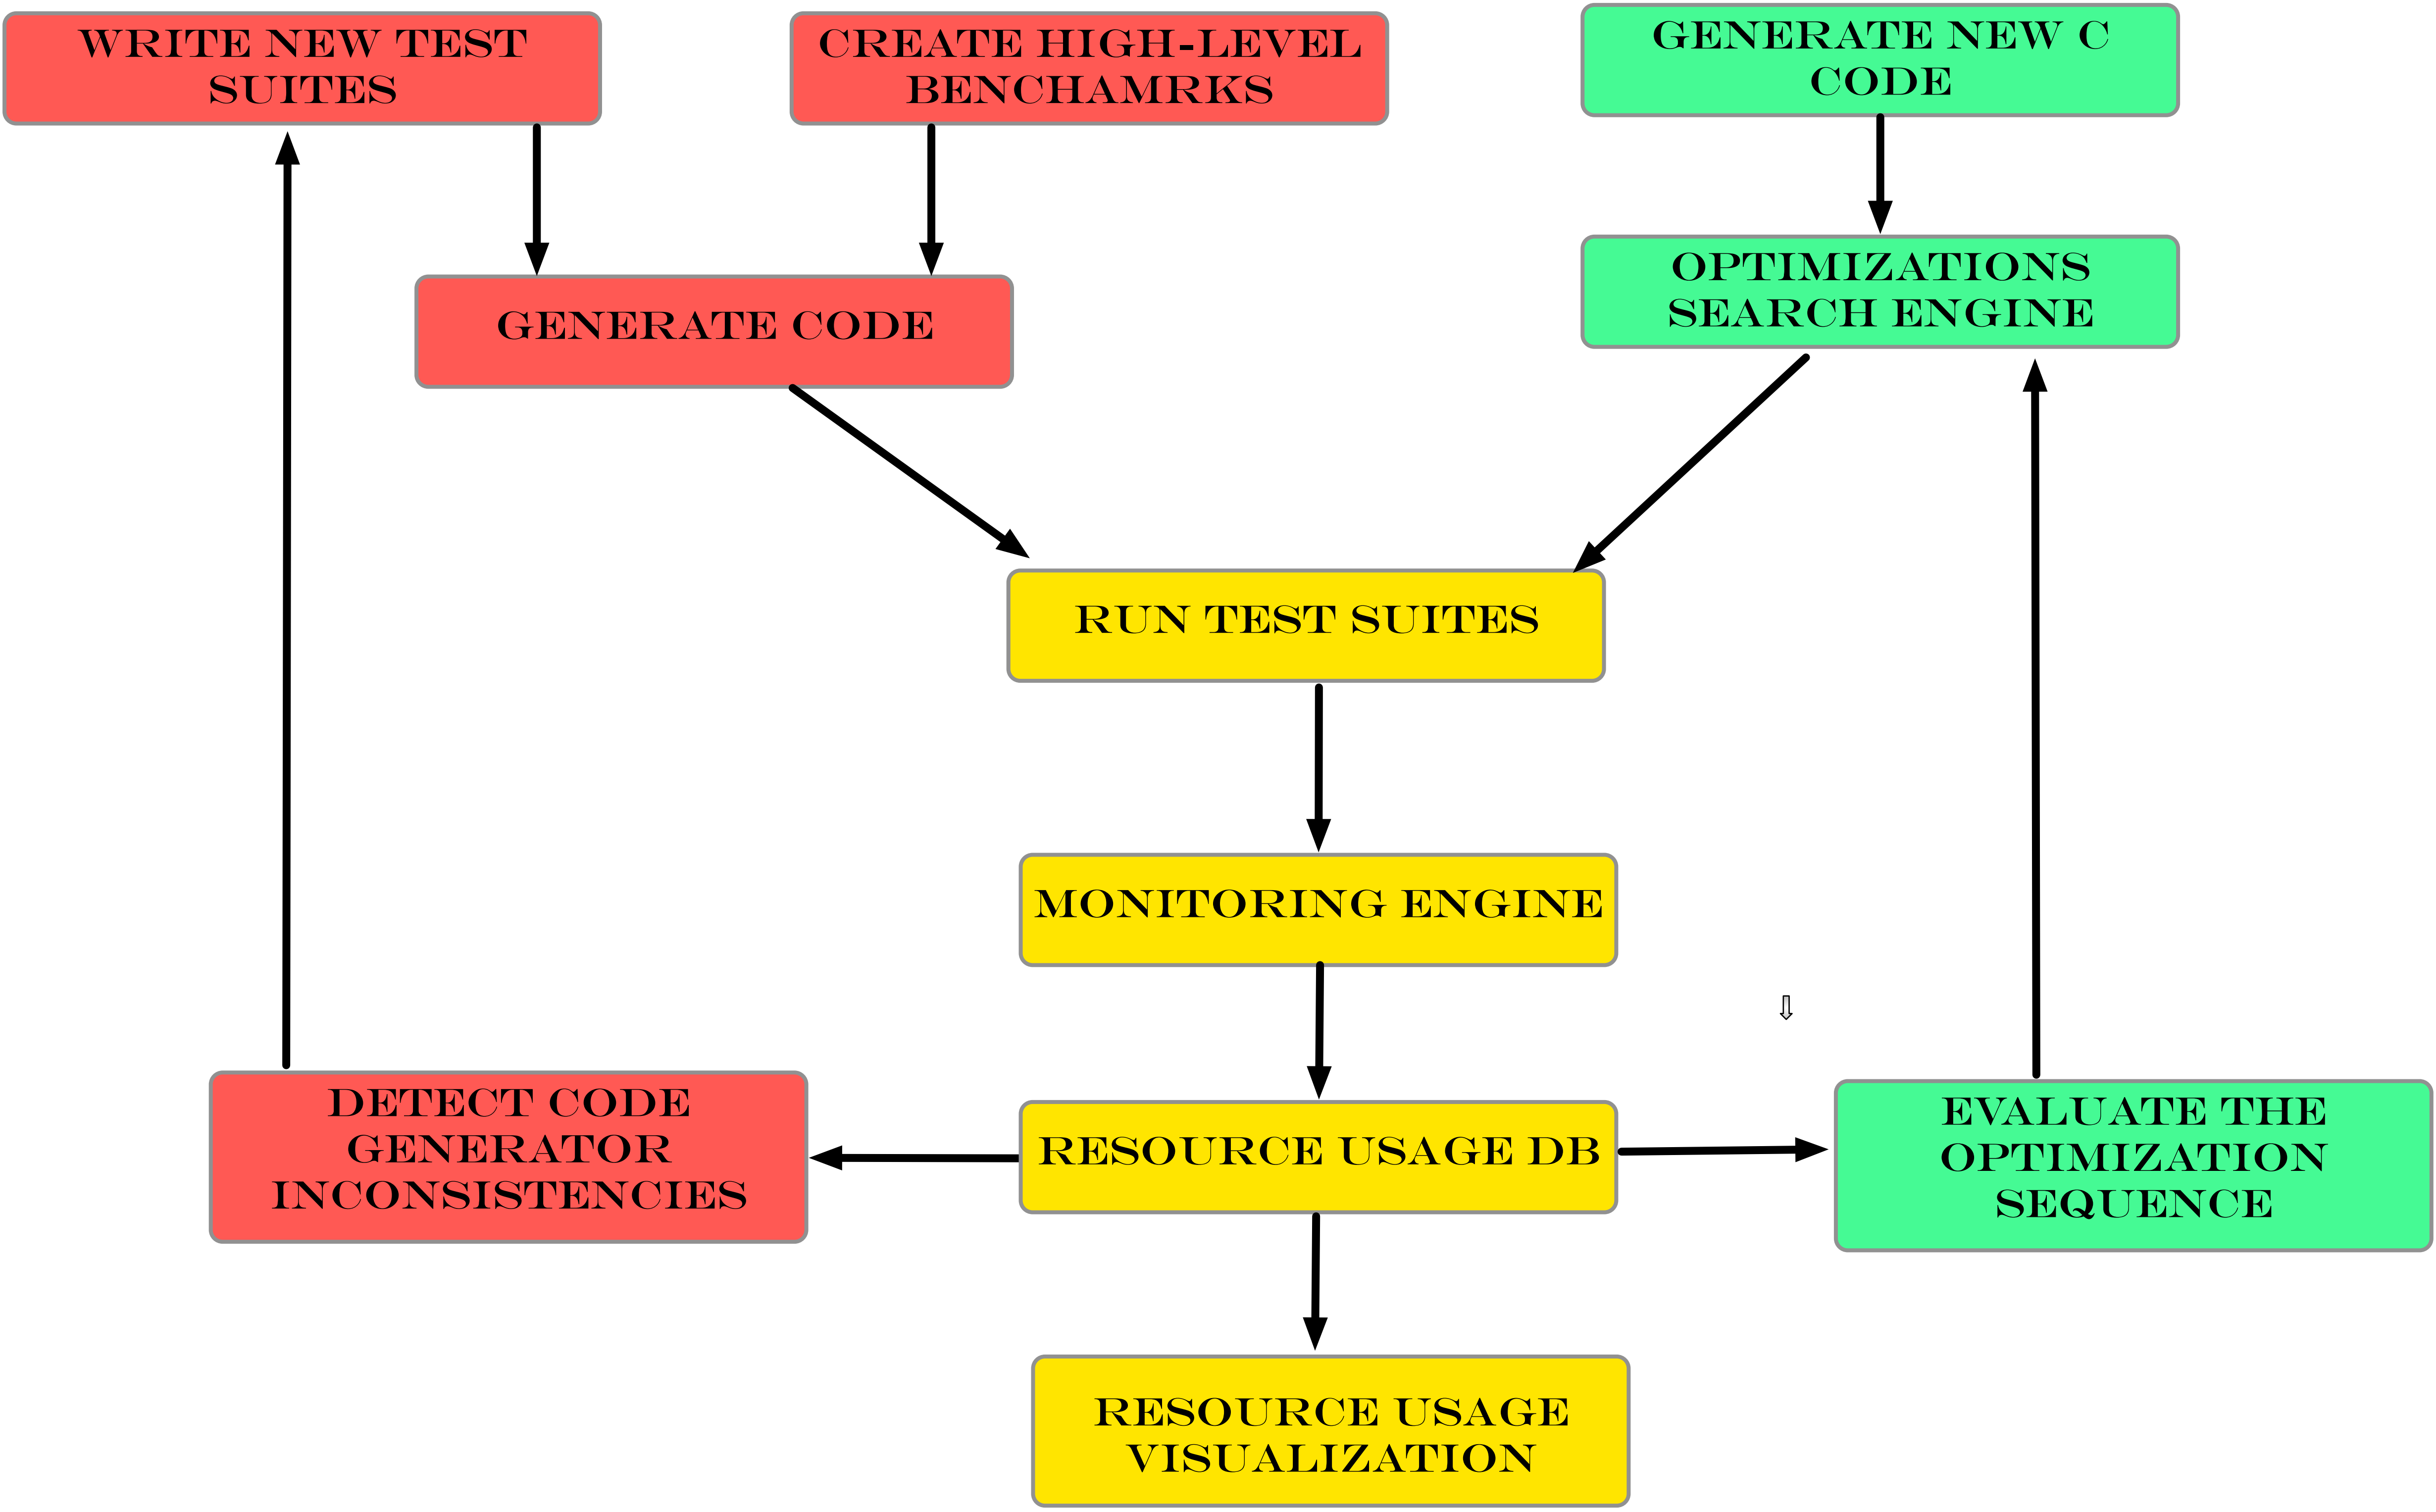 WRITE NEW TEST
SUITES
CREATE HIGH-LEVEL
BENCHAMRKS
GENERATE NEW C
CODE
OPTIMIZATIONS
SEARCH ENGINE
GENERATE CODE
RUN TEST SUITES
MONITORING ENGINE
DETECT CODE
GENERATOR
INCONSISTENCIES
RESOURCE USAGE DB
EVALUATE THE
OPTIMIZATION
SEQUENCE
RESOURCE USAGE
VISUALIZATION